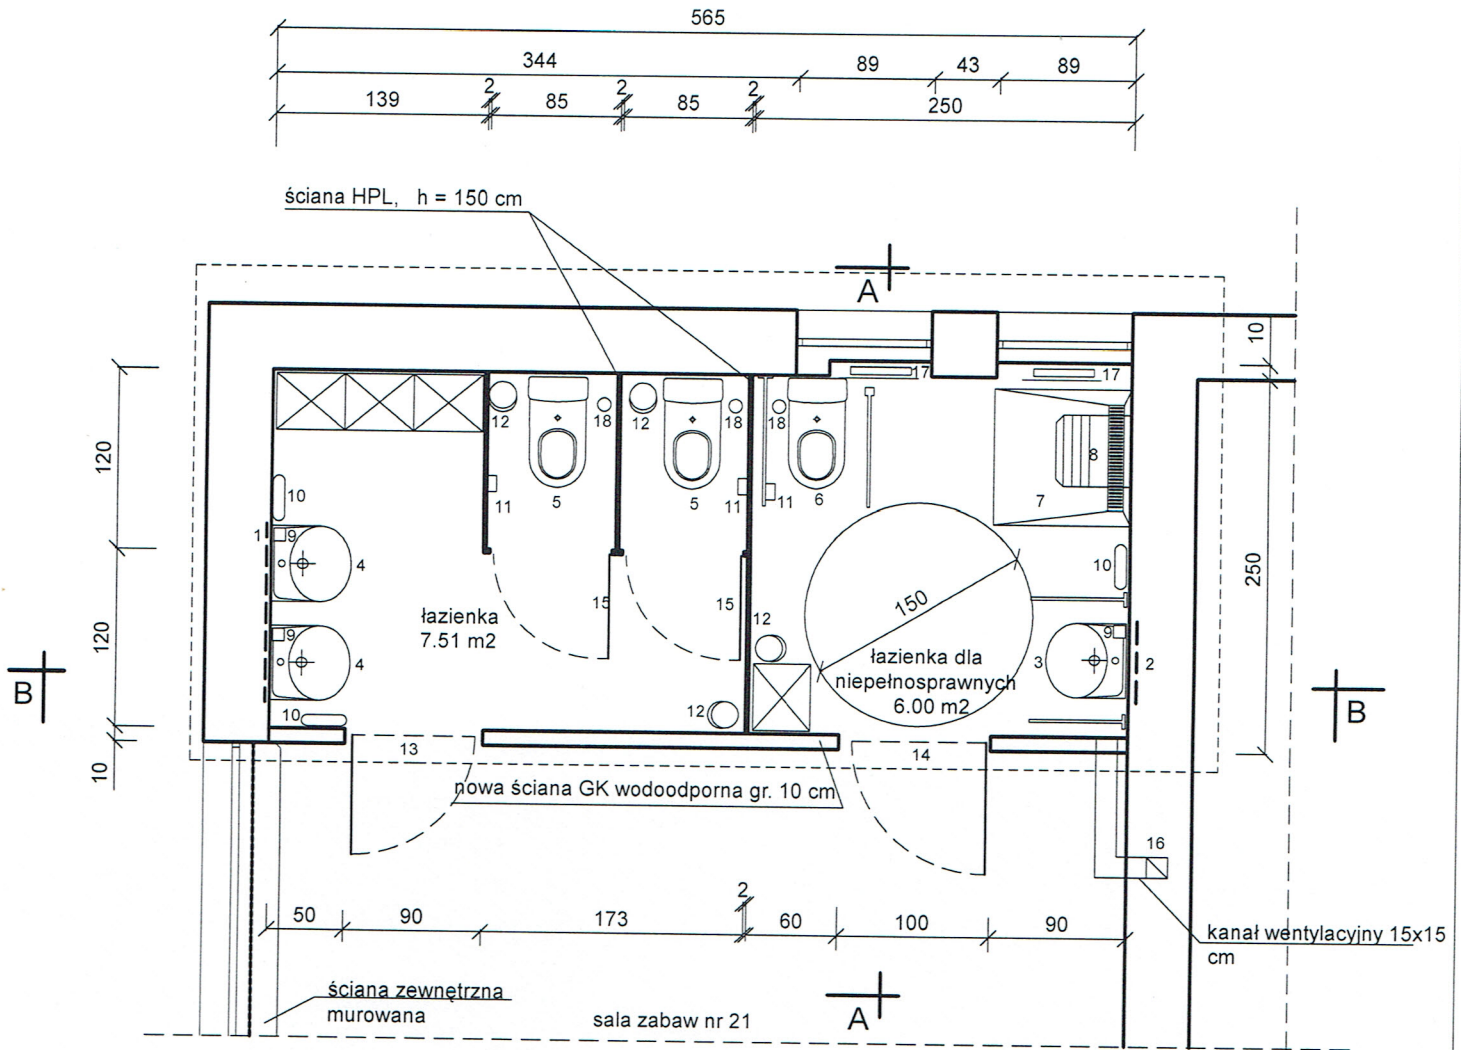 565
344 89 43 89
139 2 85 2 85 2 250
ściana HPL, h = 150 cm
A
10
17 17
12 18 12 18 18
120
8
10 11 5 5 11 11 6 7
1 9
4
10
250
15 15
150
łazienka
7.51 m2
12
120
9
4
9
3 2
łazienka dla
niepełnosprawnych
6.00 m2
B
B
10 12
13 14
10
nowa ściana GK wodoodporna gr. 10 cm
16
50 90 173 2 60 100 90
kanał wentylacyjny 15x15
cm
ściana zewnętrzna
murowana
sala zabaw nr 21
A